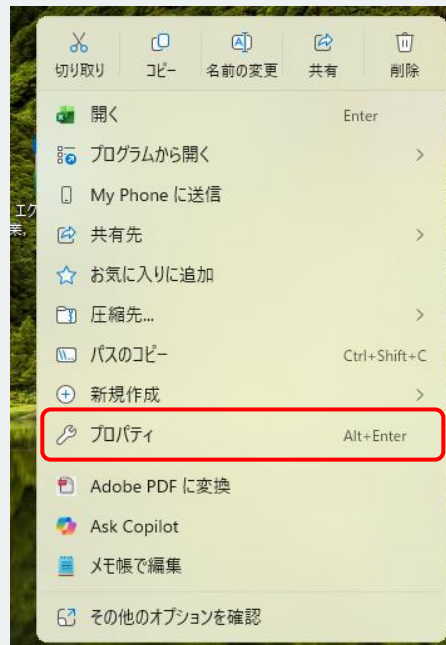 切り取り コピー 名前の変更 共有 削除
開く Enter
プログラムから開く
My Phone に送信
共有先
お気に入りに追加
圧縮先...
パスのコピー Ctrl+Shift+C
新規作成
プロパティ Alt+Enter
Adobe PDF に変換
Ask Copilot
メモ帳で編集
その他のオプションを確認
エク
業,